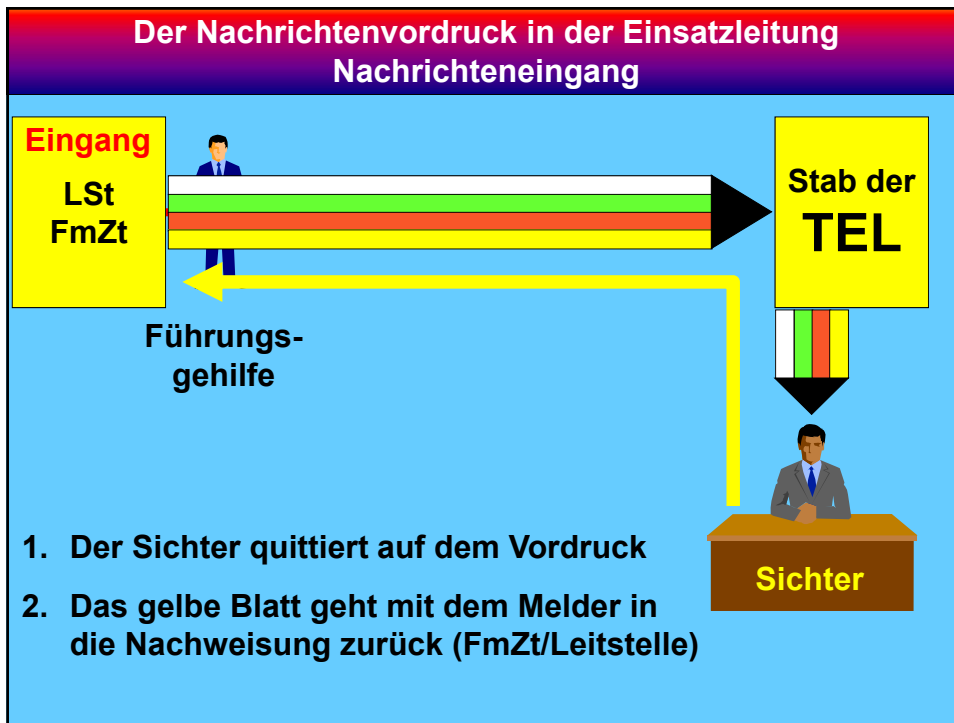 Der Nachrichtenvordruck in der Einsatzleitung
Nachrichteneingang
Eingang
LSt
FmZt
Stab der
TEL
Führungs-
gehilfe
Sichter
1. Der Sichter quittiert auf dem Vordruck
2. Das gelbe Blatt geht mit dem Melder in
die Nachweisung zurück (FmZt/Leitstelle)